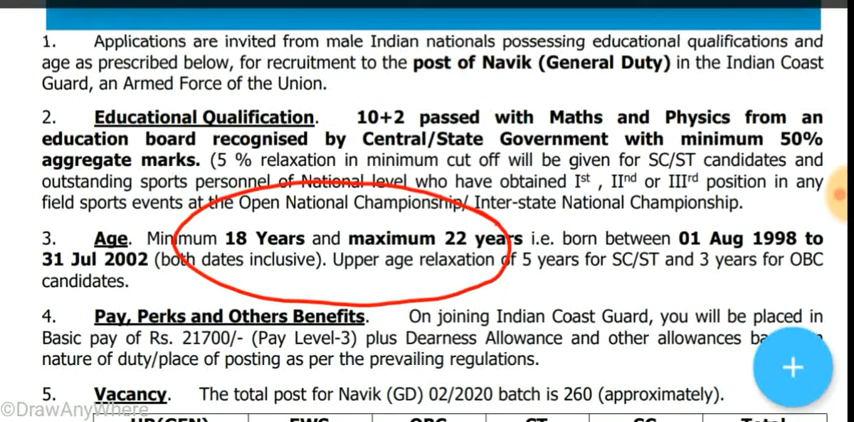 1. Applications are invited from male Indian nationals possessing educational qualifications and
age as prescribed below, for recruitment to the post of Navik (General Duty) in the Indian Coast
Guard, an Armed Force of the Union.
2. Educational Qualification. 10+2 passed with Maths and Physics from an
education board recognised by Central/State Government with minimum 50%
aggregate marks. (5 % relaxation in minimum cut off will be given for SC/ST candidates and
outstanding sports personnel of National level who have obtained Ist , IInd or IIIrd position in any
field sports events at the Open National Championship/ Inter-state National Championship.
3. Age. Minimum 18 Years and maximum 22 years i.e. born between 01 Aug 1998 to
31 Jul 2002 (both dates inclusive). Upper age relaxation of 5 years for SC/ST and 3 years for OBC
candidates.
4. Pay, Perks and Others Benefits. On joining Indian Coast Guard, you will be placed in
Basic pay of Rs. 21700/- (Pay Level-3) plus Dearness Allowance and other allowances
nature of duty/place of posting as per the prevailing regulations.
5. Vacancy. The total post for Navik (GD) 02/2020 batch is 260 (approximately).
©DrawAnyWhere
UR(GEN) EWS OBC ST SC Total